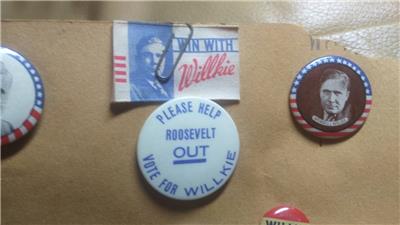 WIN WITH
Willkie
PLEASE HELP
ROOSEVELT
OUT
VOTE FOR WILLKIE